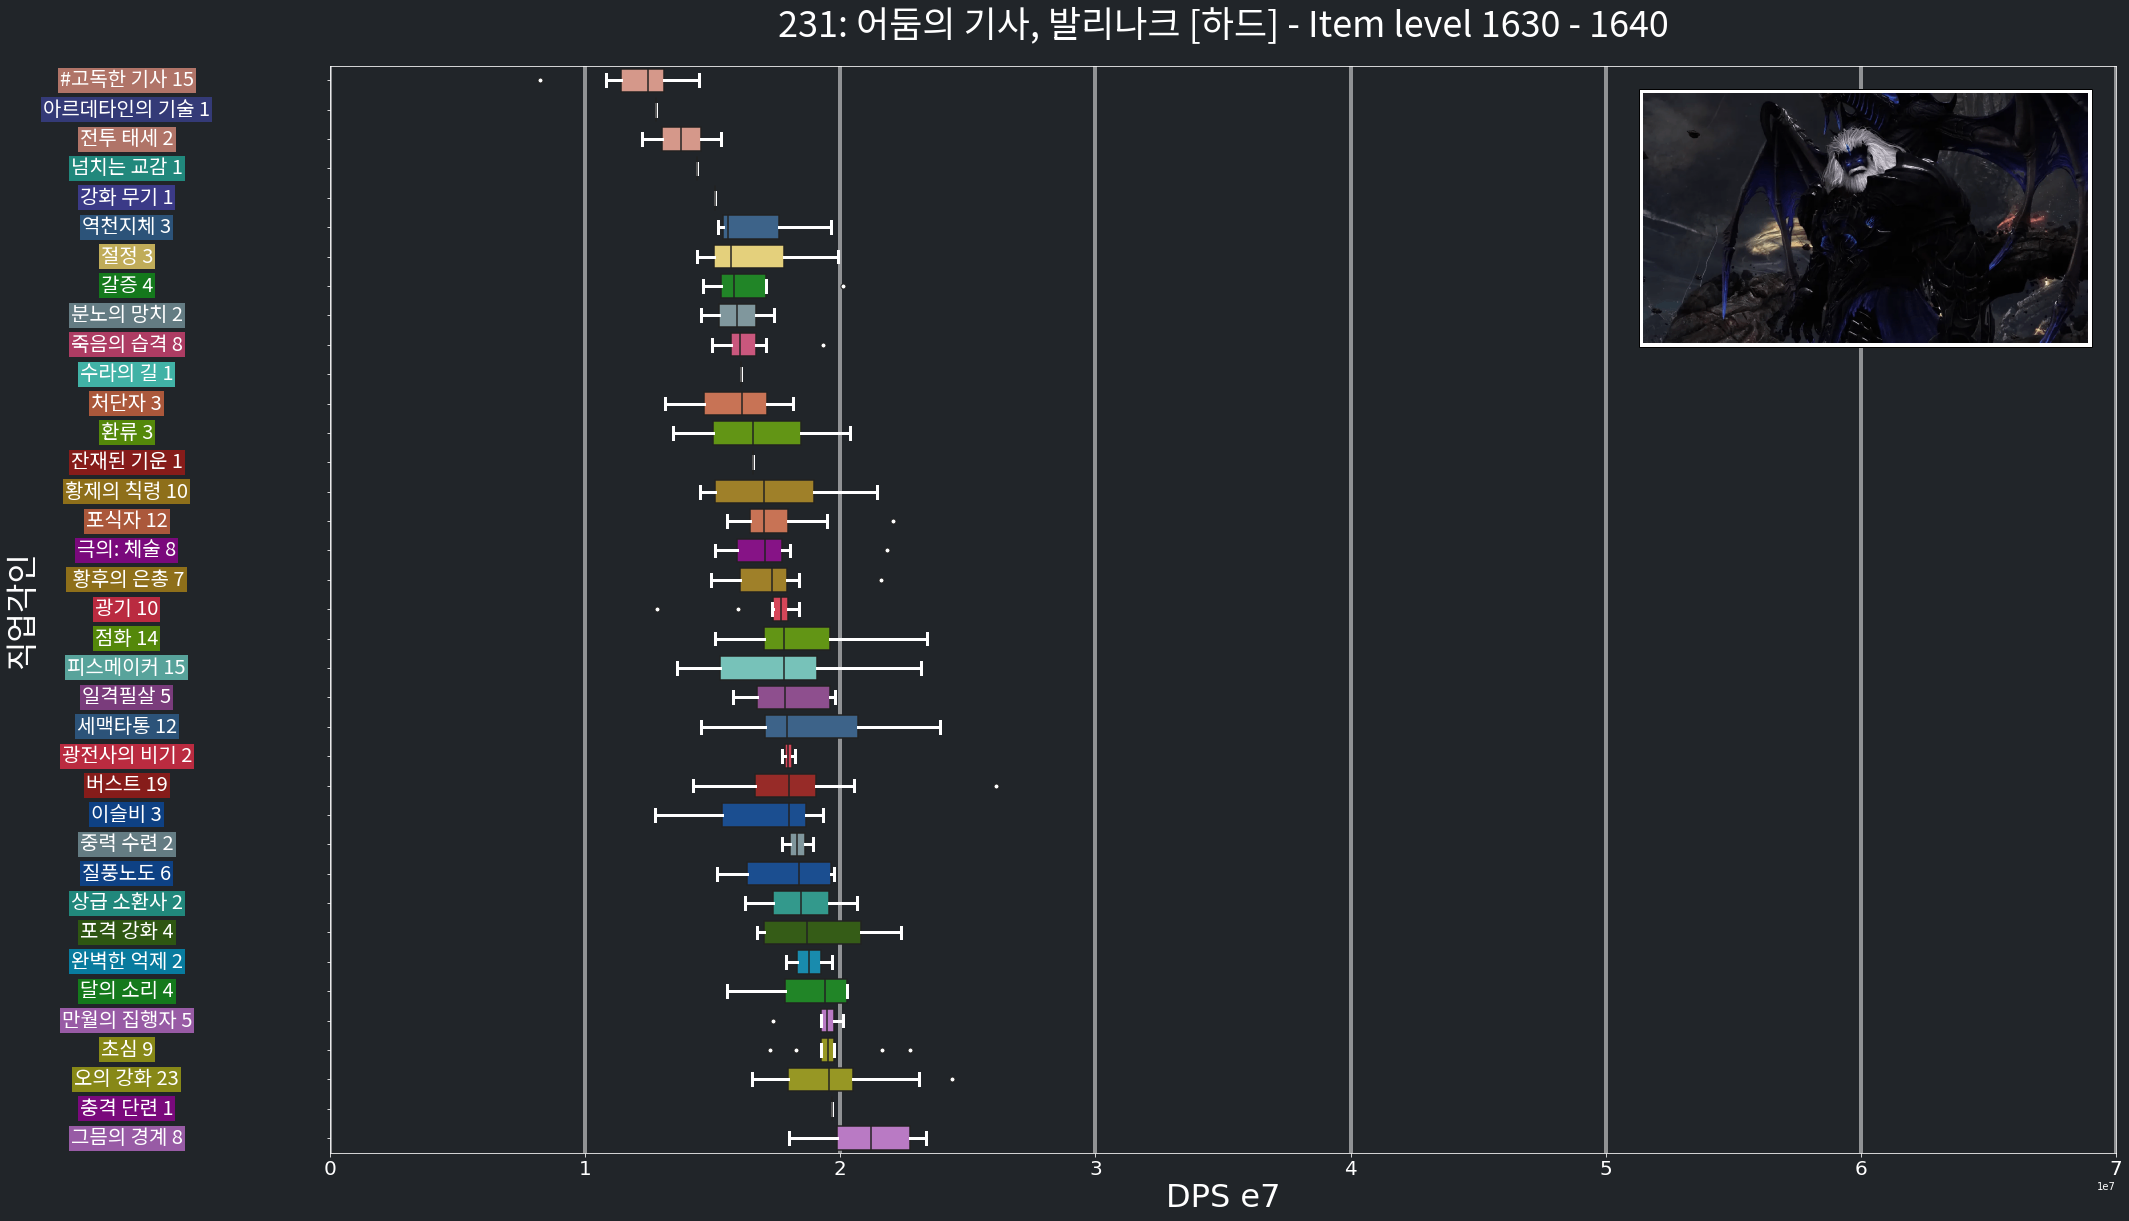 231: 어둠의 기사, 발리나크 [하드] - Item level 1630 - 1640
직업각인
#고독한 기사 15
아르데타인의 기술 1
전투 태세 2
넘치는 교감 1
강화 무기 1
역천지체 3
절정 3
갈증 4
분노의 망치 2
죽음의 습격 8
수라의 길 1
처단자 3
환류 3
잔재된 기운 1
황제의 칙령 10
포식자 12
극의: 체술 8
황후의 은총 7
광기 10
점화 14
피스메이커 15
일격필살 5
세맥타통 12
광전사의 비기 2
버스트 19
이슬비 3
중력 수련 2
질풍노도 6
상급 소환사 2
포격 강화 4
완벽한 억제 2
달의 소리 4
만월의 집행자 5
초심 9
오의 강화 23
충격 단련 1
그믐의 경계 8
0 1 2 3 4 5 6 7
1e7
DPS e7